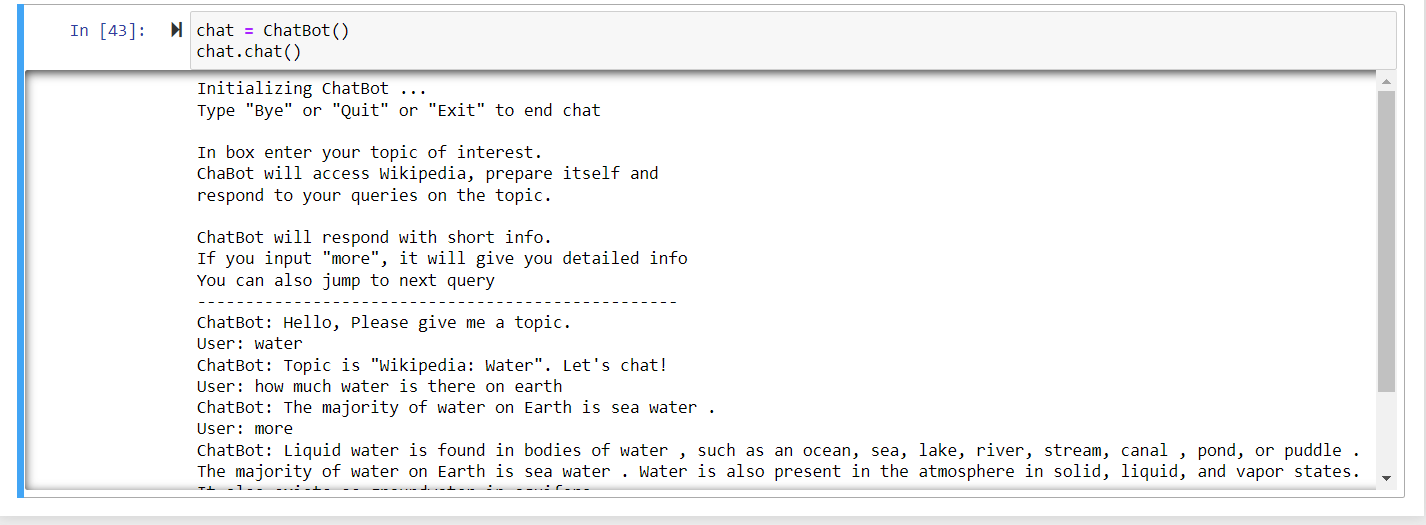 In [43]:
chat = ChatBot()
chat.chat()
Initializing ChatBot ...
Type "Bye" or "Quit" or "Exit" to end chat
In box enter your topic of interest.
ChaBot will access Wikipedia, prepare itself and
respond to your queries on the topic.
ChatBot will respond with short info.
If you input "more", it will give you detailed info
You can also jump to next query
--------------------------------------------------
ChatBot: Hello, Please give me a topic.
User: water
ChatBot: Topic is "Wikipedia: Water". Let's chat!
User: how much water is there on earth
ChatBot: The majority of water on Earth is sea water .
User: more
ChatBot: Liquid water is found in bodies of water , such as an ocean, sea, lake, river, stream, canal , pond, or puddle .
The majority of water on Earth is sea water . Water is also present in the atmosphere in solid, liquid, and vapor states.